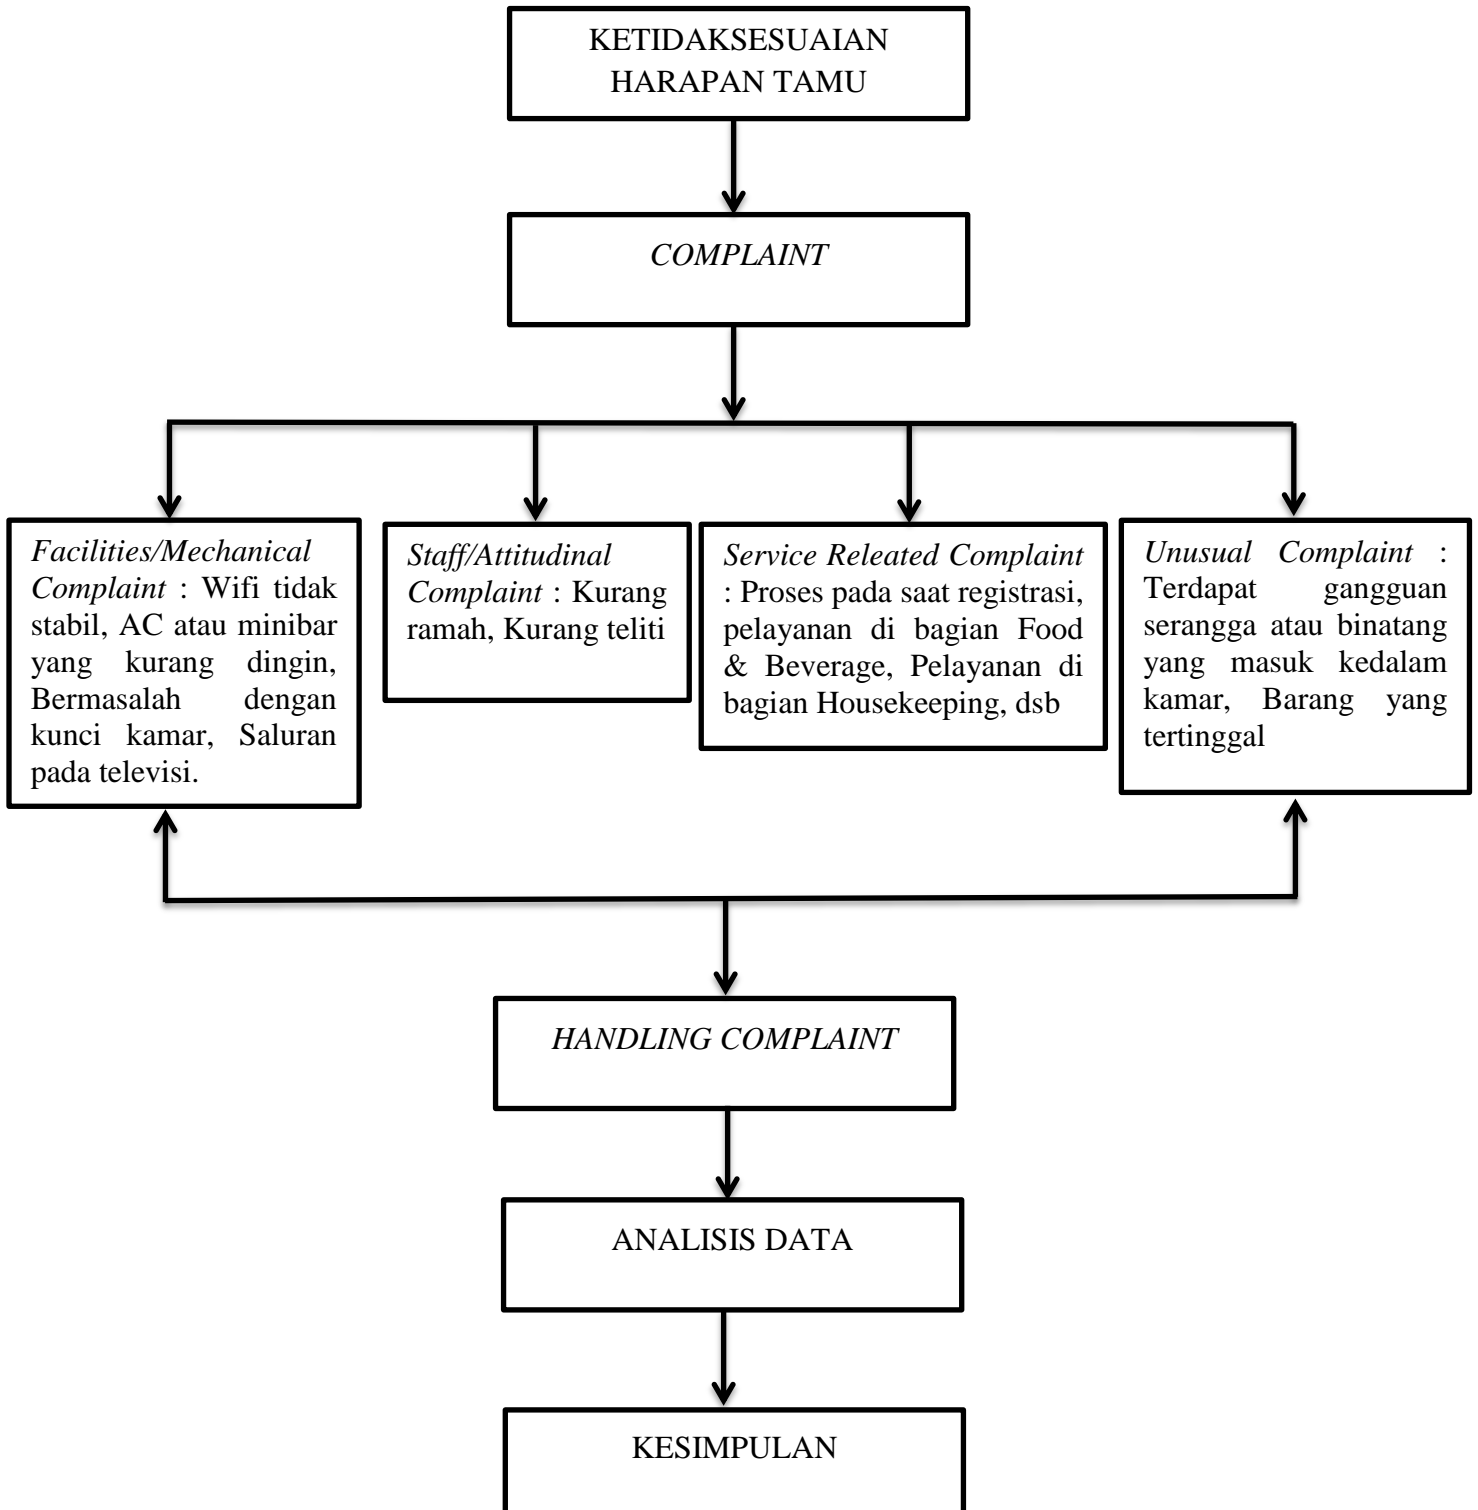 KETIDAKSESUAIAN
HARAPAN TAMU
COMPLAINT
Facilities/Mechanical
Complaint : Wifi tidak
stabil, AC atau minibar
yang kurang dingin,
Bermasalah dengan
kunci kamar, Saluran
pada televisi.
Staff/Attitudinal
Complaint : Kurang
ramah, Kurang teliti
Service Releated Complaint
: Proses pada saat registrasi,
pelayanan di bagian Food
& Beverage, Pelayanan di
bagian Housekeeping, dsb
Unusual Complaint :
Terdapat gangguan
serangga atau binatang
yang masuk kedalam
kamar, Barang yang
tertinggal
HANDLING COMPLAINT
ANALISIS DATA
KESIMPULAN